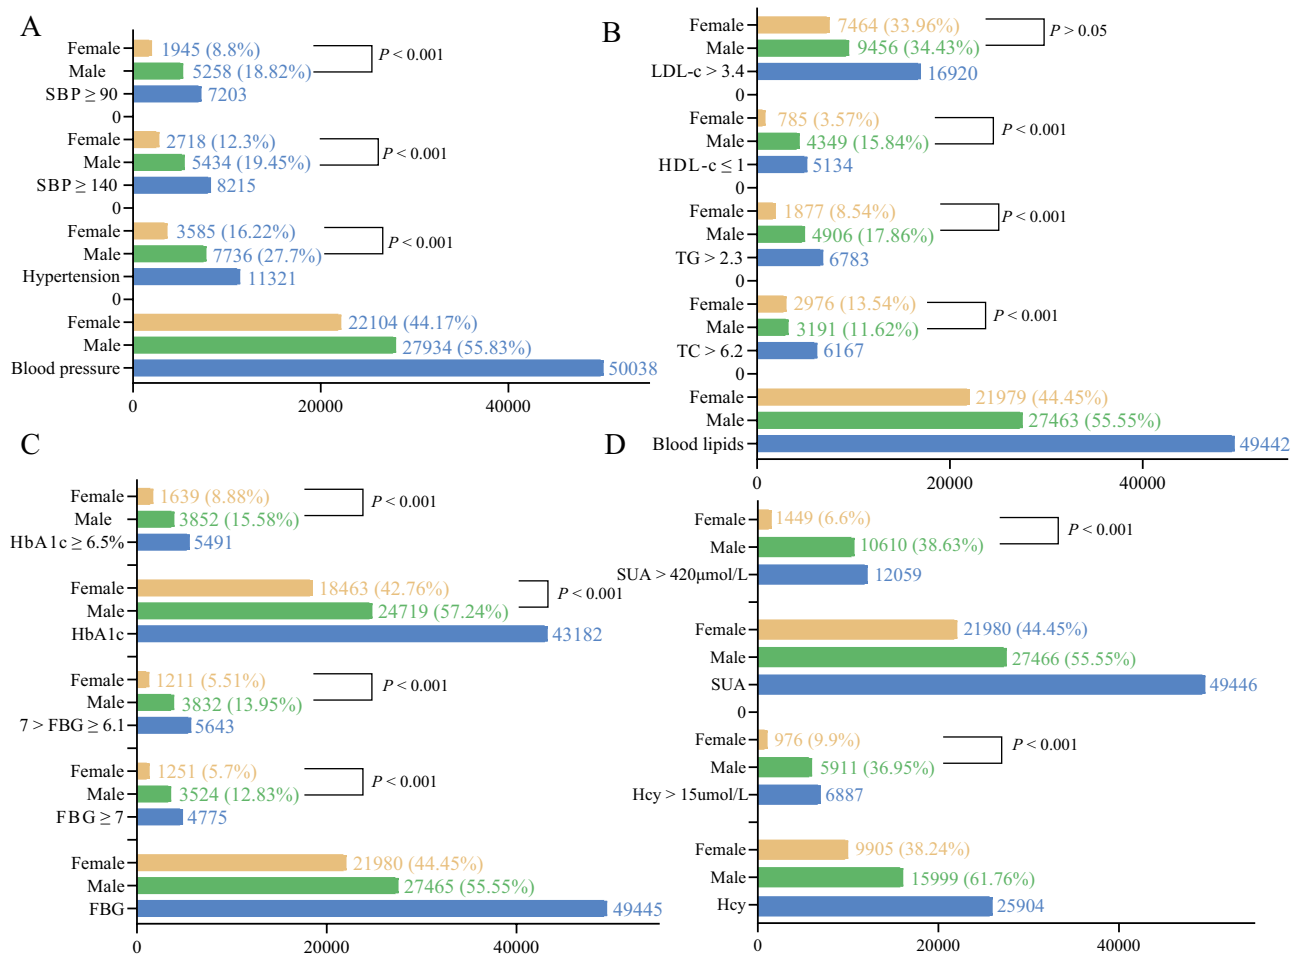 A
Female 1945 (8.8%)
Male 5258 (18.82%)
P < 0.001
SBP ≥ 90 7203
0
Female 2718 (12.3%)
Male 5434 (19.45%)
P < 0.001
SBP ≥ 140 8215
0
Female 3585 (16.22%)
Male 7736 (27.7%)
P < 0.001
Hypertension 11321
0
Female 22104 (44.17%)
Male 27934 (55.83%)
Blood pressure 50038
0 20000 40000
B
Female 7464 (33.96%)
Male 9456 (34.43%)
P > 0.05
LDL-c > 3.4 16920
0
Female 785 (3.57%)
Male 4349 (15.84%)
P < 0.001
HDL-c ≤ 1 5134
0
Female 1877 (8.54%)
Male 4906 (17.86%)
P < 0.001
TG > 2.3 6783
0
Female 2976 (13.54%)
Male 3191 (11.62%)
P < 0.001
TC > 6.2 6167
0
Female 21979 (44.45%)
Male 27463 (55.55%)
Blood lipids 49442
0 20000 40000
C
Female 1639 (8.88%)
Male 3852 (15.58%)
P < 0.001
HbA1c ≥ 6.5% 5491
Female 18463 (42.76%)
Male 24719 (57.24%)
P < 0.001
HbA1c 43182
Female 1211 (5.51%)
Male 3832 (13.95%)
P < 0.001
7 > FBG ≥ 6.1 5643
Female 1251 (5.7%)
Male 3524 (12.83%)
P < 0.001
FBG ≥ 7 4775
Female 21980 (44.45%)
Male 27465 (55.55%)
FBG 49445
0 20000 40000
D
Female 1449 (6.6%)
Male 10610 (38.63%)
P < 0.001
SUA > 420μmol/L 12059
Female 21980 (44.45%)
Male 27466 (55.55%)
SUA 49446
0
Female 976 (9.9%)
Male 5911 (36.95%)
P < 0.001
Hcy > 15umol/L 6887
Female 9905 (38.24%)
Male 15999 (61.76%)
Hcy 25904
0 20000 40000